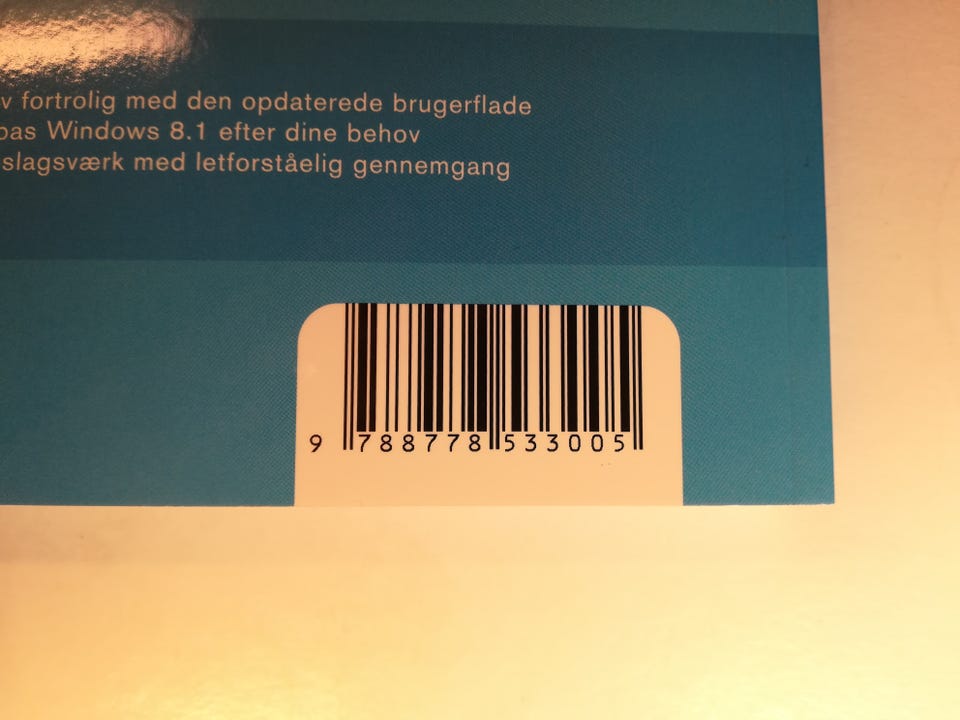 v fortrolig med den opdaterede brugerflade
pas Windows 8.1 efter dine behov
slagsværk med letforståelig gennemgang
9 788778 533005